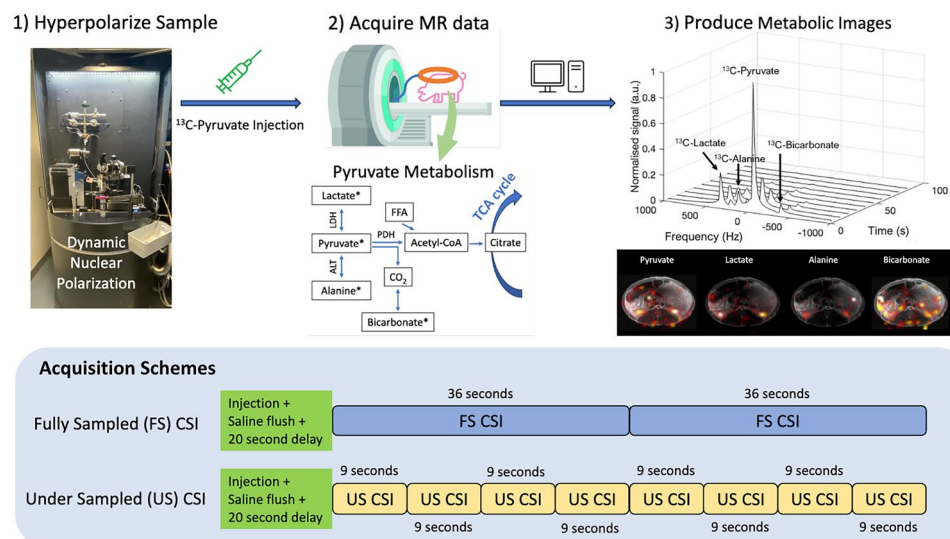 1) Hyperpolarize Sample
2) Acquire MR data
3) Produce Metabolic Images
¹³C-Pyruvate Injection
Dynamic
Nuclear
Polarization
Pyruvate Metabolism
Lactate*
LDH
FFA
Pyruvate*
PDH
Acetyl-CoA
Citrate
TCA cycle
ALT
CO₂
Alanine*
Bicarbonate*
Normalised signal (a.u.)
1
0.8
0.6
0.4
0.2
0
¹³C-Pyruvate
¹³C-Lactate
¹³C-Alanine
¹³C-Bicarbonate
1000
500
0
-500
-1000
Frequency (Hz)
0
50
100
Time (s)
Pyruvate
Lactate
Alanine
Bicarbonate
Acquisition Schemes
Fully Sampled (FS) CSI
Injection +
Saline flush +
20 second delay
36 seconds
36 seconds
FS CSI
FS CSI
Under Sampled (US) CSI
Injection +
Saline flush +
20 second delay
9 seconds
9 seconds
9 seconds
9 seconds
US CSI
US CSI
US CSI
US CSI
US CSI
US CSI
US CSI
US CSI
9 seconds
9 seconds
9 seconds
9 seconds